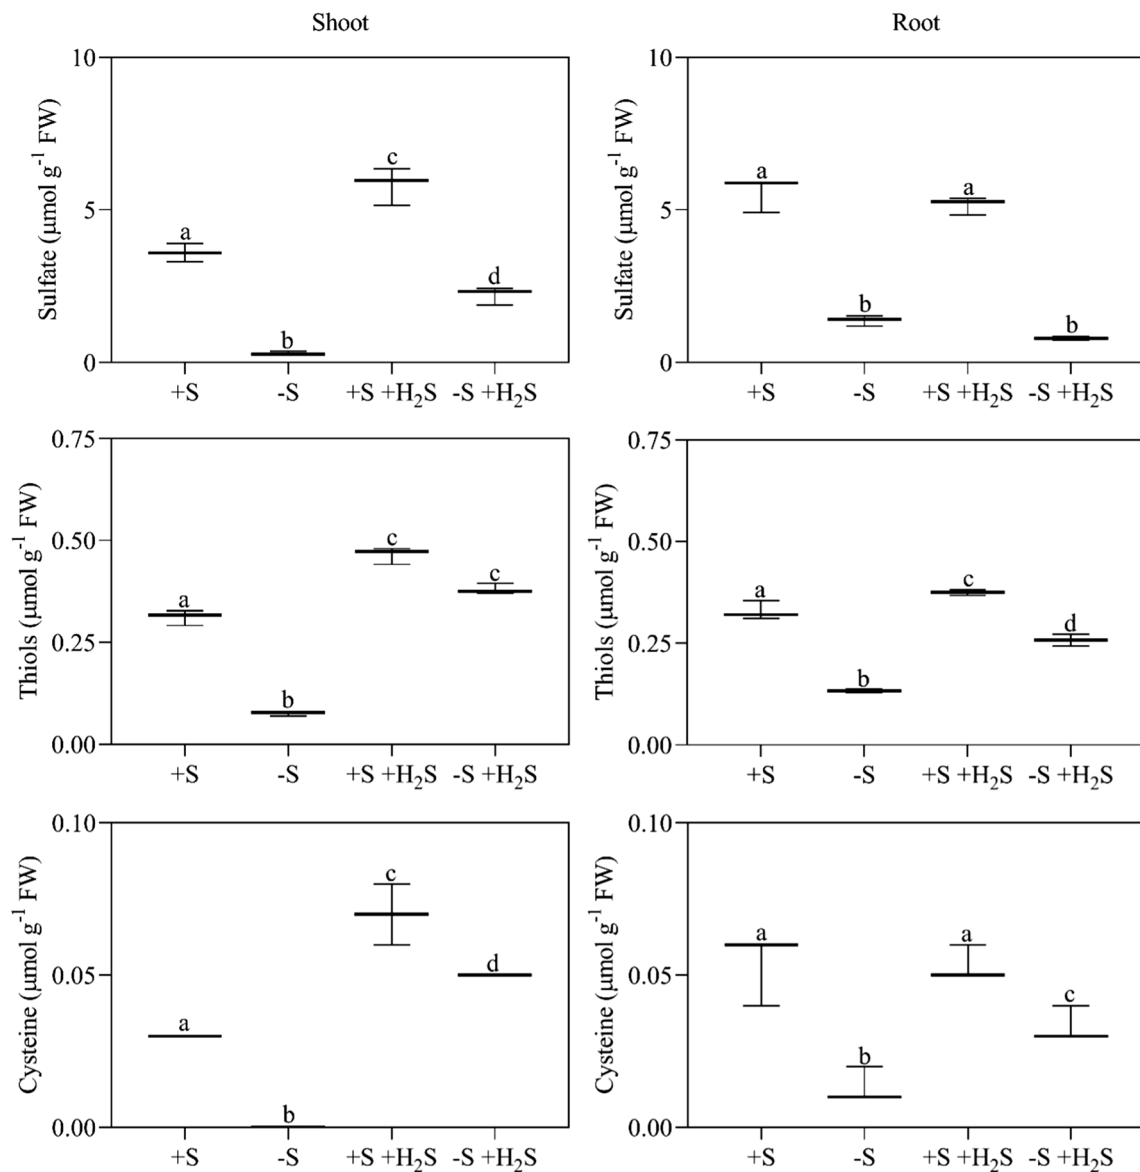 Shoot
Root
Sulfate (μmol g⁻¹ FW)
10
5
0
a
b
c
d
+S
-S
+S +H₂S
-S +H₂S
Sulfate (μmol g⁻¹ FW)
10
5
0
a
b
a
b
+S
-S
+S +H₂S
-S +H₂S
Thiols (μmol g⁻¹ FW)
0.75
0.50
0.25
0.00
a
b
c
c
+S
-S
+S +H₂S
-S +H₂S
Thiols (μmol g⁻¹ FW)
0.75
0.50
0.25
0.00
a
b
c
d
+S
-S
+S +H₂S
-S +H₂S
Cysteine (μmol g⁻¹ FW)
0.10
0.05
0.00
a
b
c
d
+S
-S
+S +H₂S
-S +H₂S
Cysteine (μmol g⁻¹ FW)
0.10
0.05
0.00
a
b
a
c
+S
-S
+S +H₂S
-S +H₂S